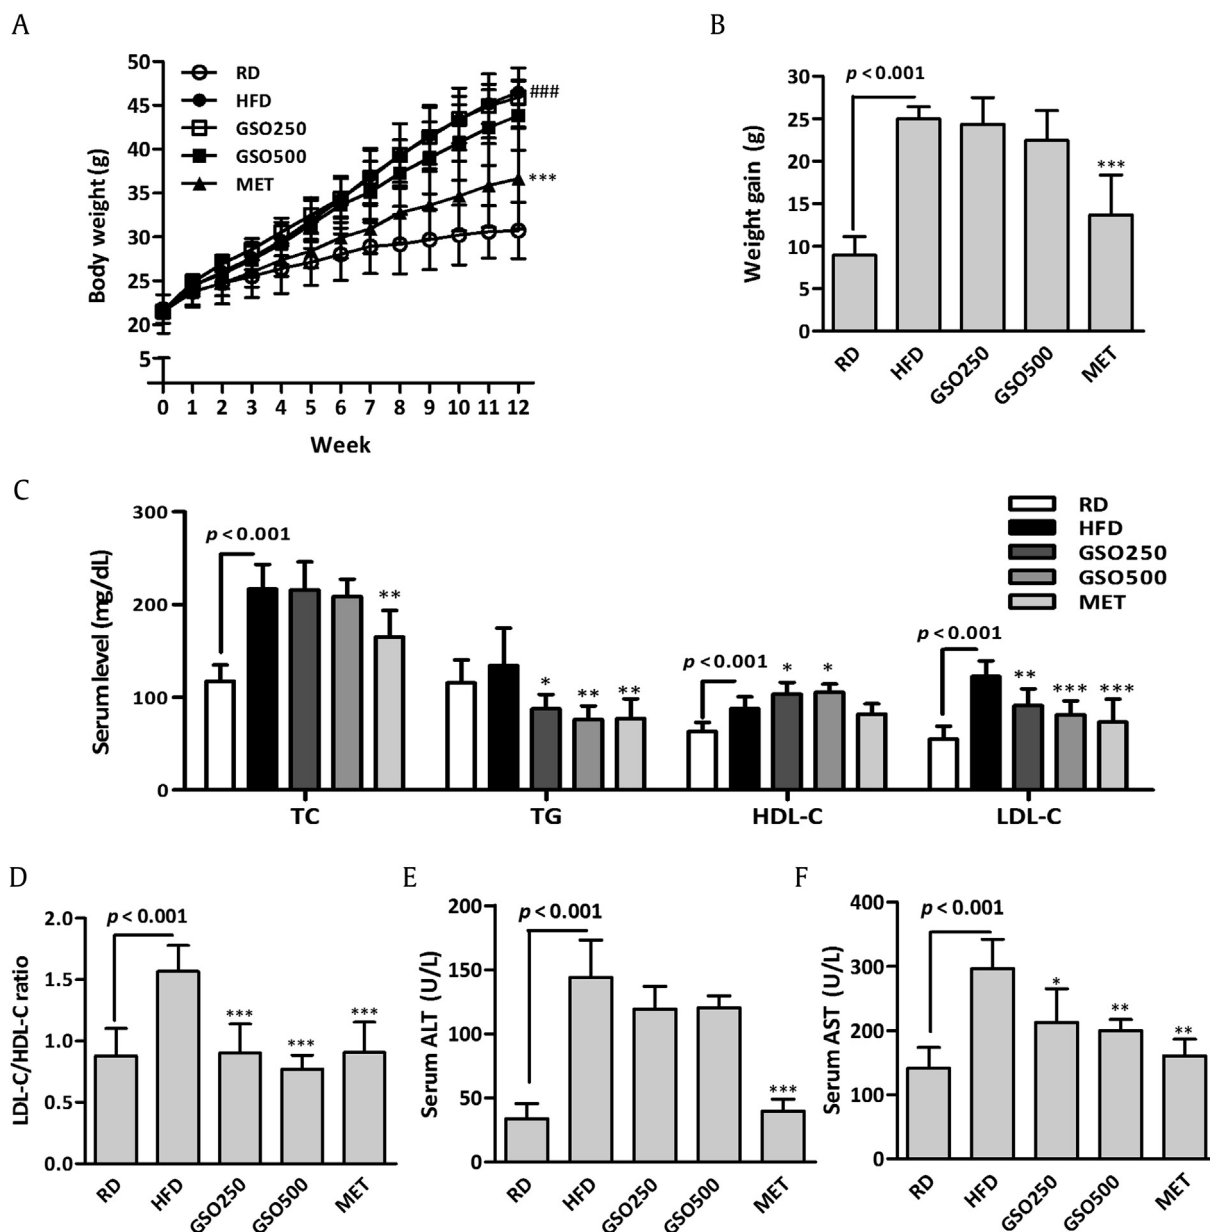 A
Body weight (g)
50
45
40
35
30
25
20
5
RD
HFD
GSO250
GSO500
MET
###
***
0 1 2 3 4 5 6 7 8 9 10 11 12
Week
B
Weight gain (g)
30
25
20
15
10
5
0
p < 0.001
***
RD HFD GSO250 GSO500 MET
C
Serum level (mg/dL)
300
200
100
0
RD
HFD
GSO250
GSO500
MET
p < 0.001
**
* ** **
p < 0.001
* *
p < 0.001
** *** ***
TC TG HDL-C LDL-C
D
LDL-C/HDL-C ratio
2.0
1.5
1.0
0.5
0.0
p < 0.001
*** *** ***
RD HFD GSO250 GSO500 MET
E
Serum ALT (U/L)
200
150
100
50
0
p < 0.001
***
RD HFD GSO250 GSO500 MET
F
Serum AST (U/L)
400
300
200
100
0
p < 0.001
* ** **
RD HFD GSO250 GSO500 MET